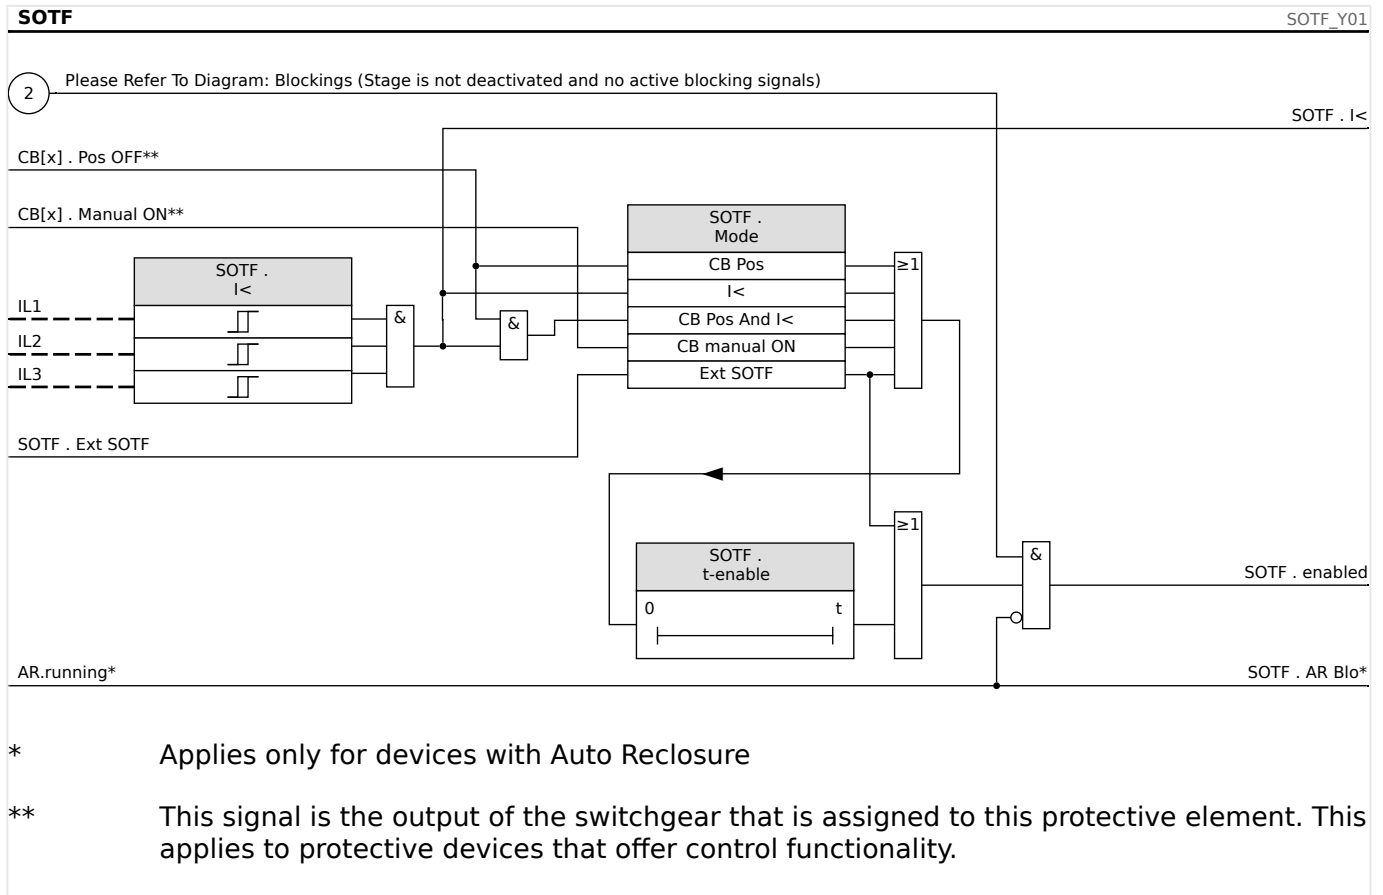 SOTF
SOTF_Y01
2
Please Refer To Diagram: Blockings (Stage is not deactivated and no active blocking signals)
SOTF . I<
CB[x] . Pos OFF**
CB[x] . Manual ON**
SOTF .
Mode
CB Pos
I<
CB Pos And I<
CB manual ON
Ext SOTF
≥1
SOTF .
I<
IL1
IL2
IL3
&
&
SOTF . Ext SOTF
≥1
SOTF .
t-enable
0
t
&
SOTF . enabled
AR.running*
SOTF . AR Blo*
*
Applies only for devices with Auto Reclosure
**
This signal is the output of the switchgear that is assigned to this protective element. This
applies to protective devices that offer control functionality.